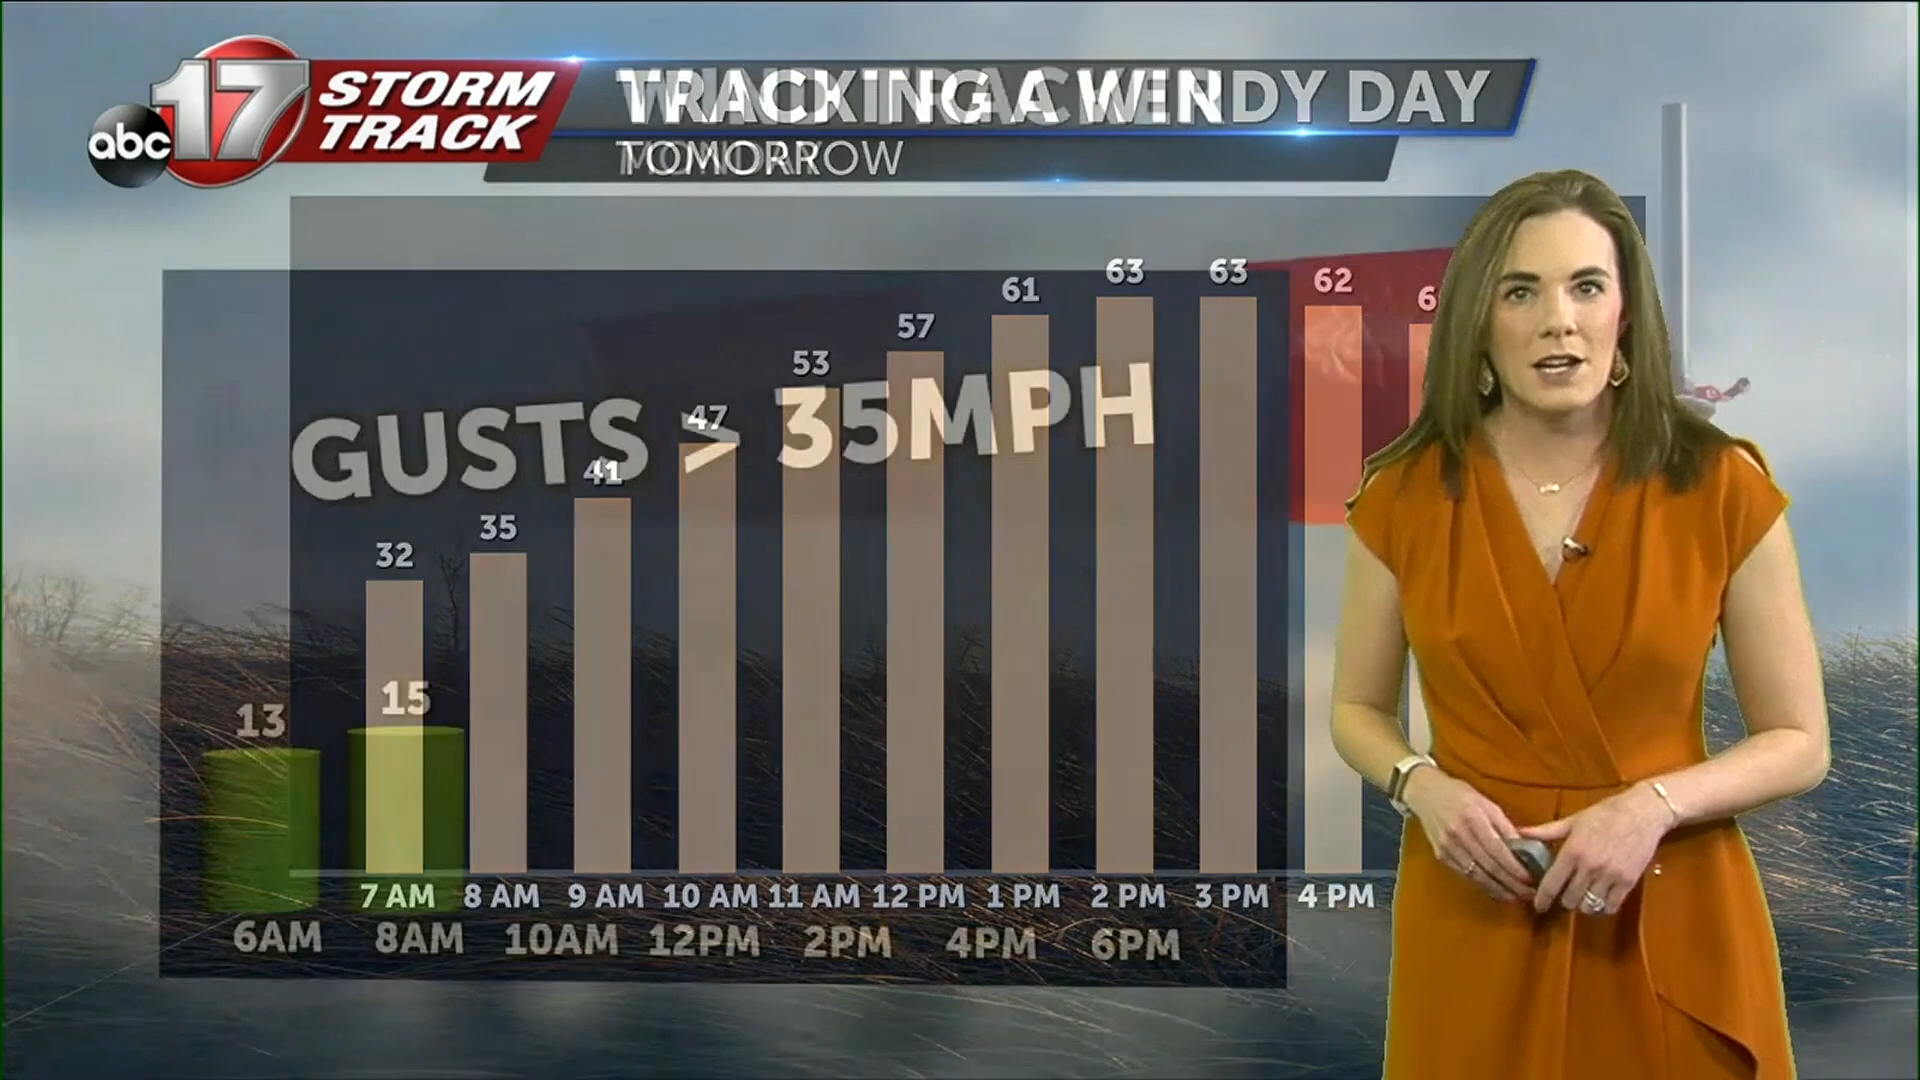 abc 17 STORM TRACK
TRACKING A WENDY DAY
TOMORROW
63 63
62
61
57
53
GUSTS > 35MPH
47
41
35
32
15
13
7 AM 8 AM 9 AM 10 AM 11 AM 12 PM 1 PM 2 PM 3 PM 4 PM
6AM 8AM 10AM 12PM 2PM 4PM 6PM